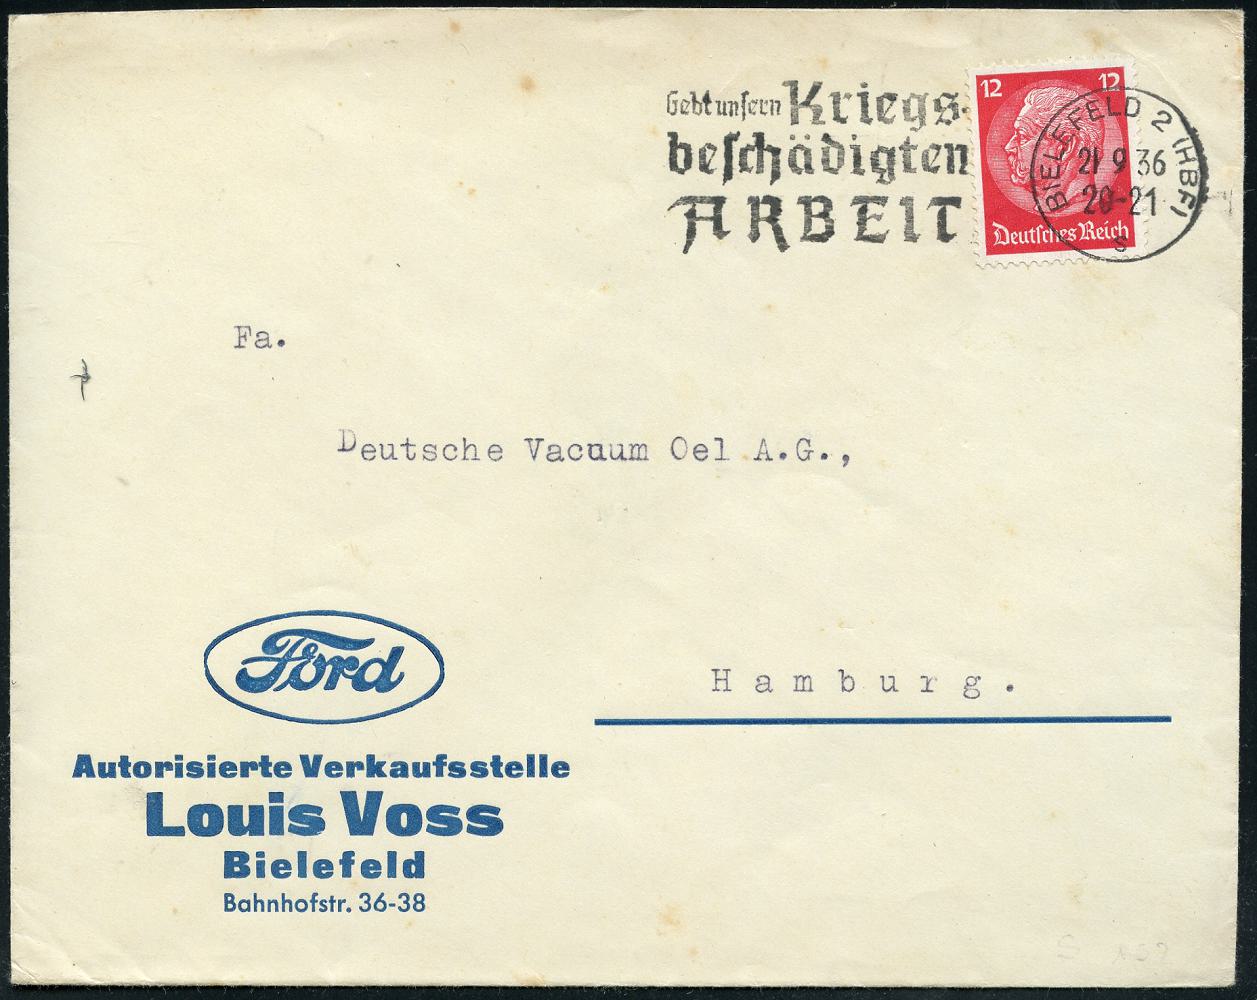 Gebt unsern Kriegs-
beschädigten
ARBEIT
12 12
Deutsches Reich
BIELEFELD 2 (HBF)
21 9 36
20-21
s
Fa.
Deutsche Vacuum Oel A.G.,
Hamburg.
Ford
Autorisierte Verkaufsstelle
Louis Voss
Bielefeld
Bahnhofstr. 36-38